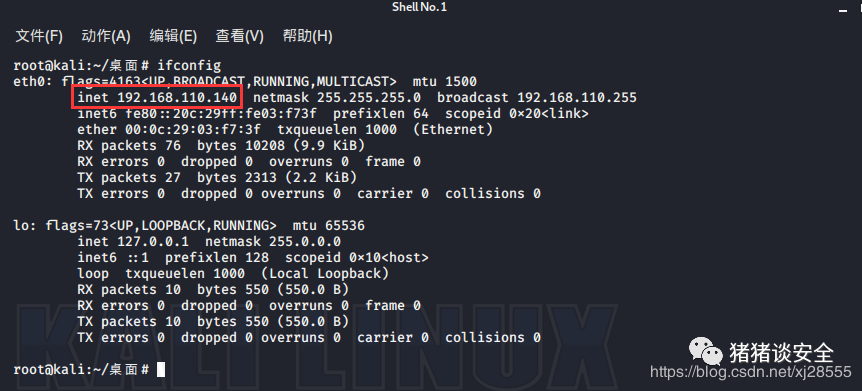 Shell No.1
文件(F) 动作(A) 编辑(E) 查看(V) 帮助(H)
root@kali:~/桌面# ifconfig
eth0: flags=4163<UP,BROADCAST,RUNNING,MULTICAST>  mtu 1500
        inet 192.168.110.140  netmask 255.255.255.0  broadcast 192.168.110.255
        inet6 fe80::20c:29ff:fe03:f73f  prefixlen 64  scopeid 0×20<link>
        ether 00:0c:29:03:f7:3f  txqueuelen 1000  (Ethernet)
        RX packets 76  bytes 10208 (9.9 KiB)
        RX errors 0  dropped 0  overruns 0  frame 0
        TX packets 27  bytes 2313 (2.2 KiB)
        TX errors 0  dropped 0 overruns 0  carrier 0  collisions 0
lo: flags=73<UP,LOOPBACK,RUNNING>  mtu 65536
        inet 127.0.0.1  netmask 255.0.0.0
        inet6 ::1  prefixlen 128  scopeid 0×10<host>
        loop  txqueuelen 1000  (Local Loopback)
        RX packets 10  bytes 550 (550.0 B)
        RX errors 0  dropped 0  overruns 0  frame 0
        TX packets 10  bytes 550 (550.0 B)
        TX errors 0  dropped 0 overruns 0  carrier 0  collisions 0
KALI LINUX
root@kali:~/桌面#
猪猪谈安全
https://blog.csdn.net/xj28555